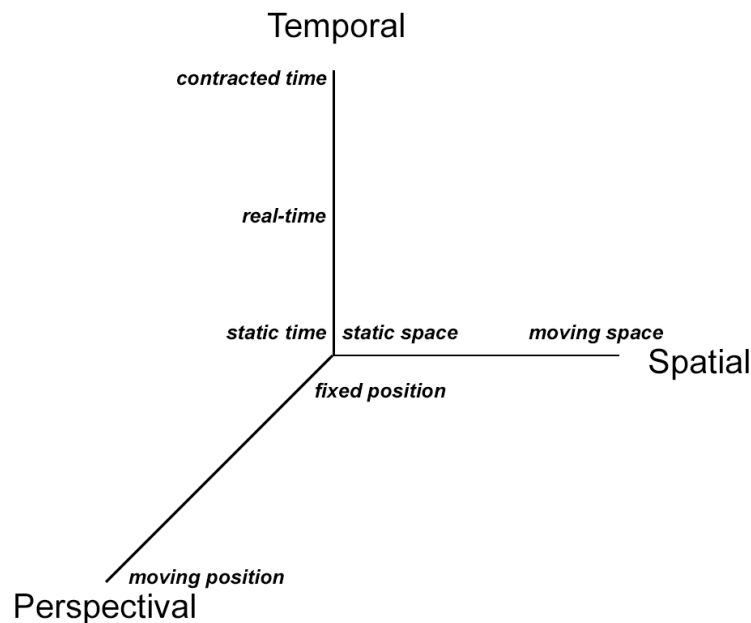 Temporal
contracted time
real-time
static time static space moving space
Spatial
fixed position
moving position
Perspectival